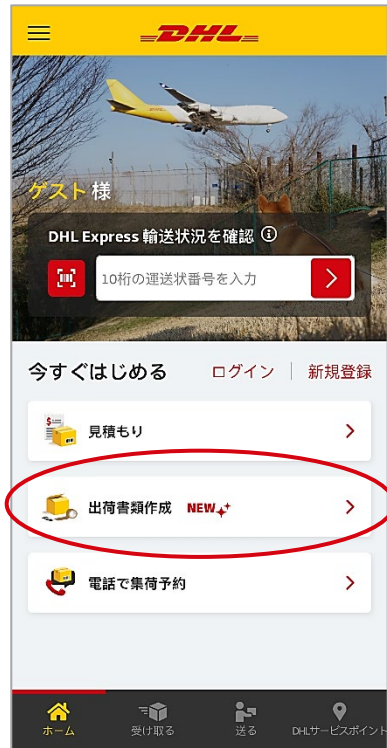 DHL
ゲスト 様
DHL Express 輸送状況を確認
10桁の運送状番号を入力
今すぐはじめる ログイン 新規登録
見積もり
出荷書類作成 NEW
電話で集荷予約
ホーム 受け取る 送る DHLサービスポイント